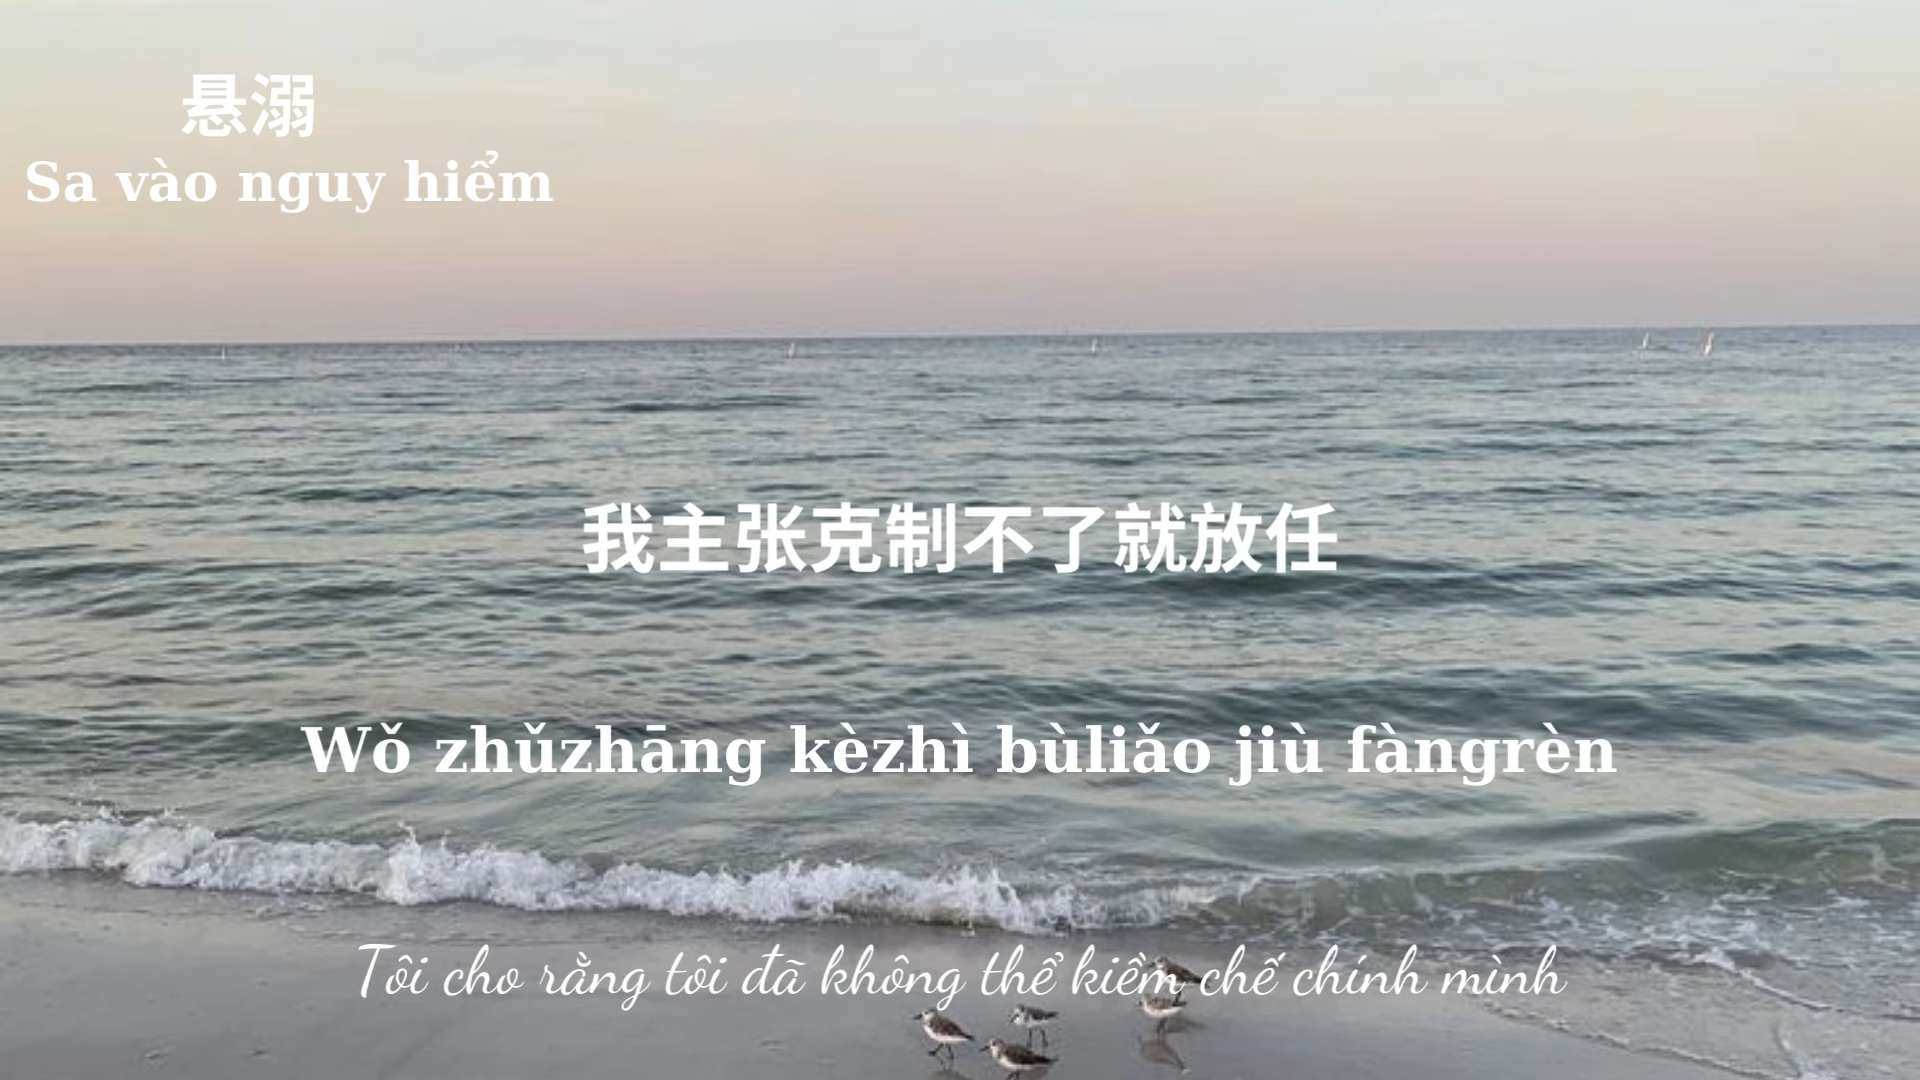 悬溺
Sa vào nguy hiểm
我主张克制不了就放任
Wǒ zhǔzhāng kèzhì bùliǎo jiù fàngrèn
Tôi cho rằng tôi đã không thể kiềm chế chính mình